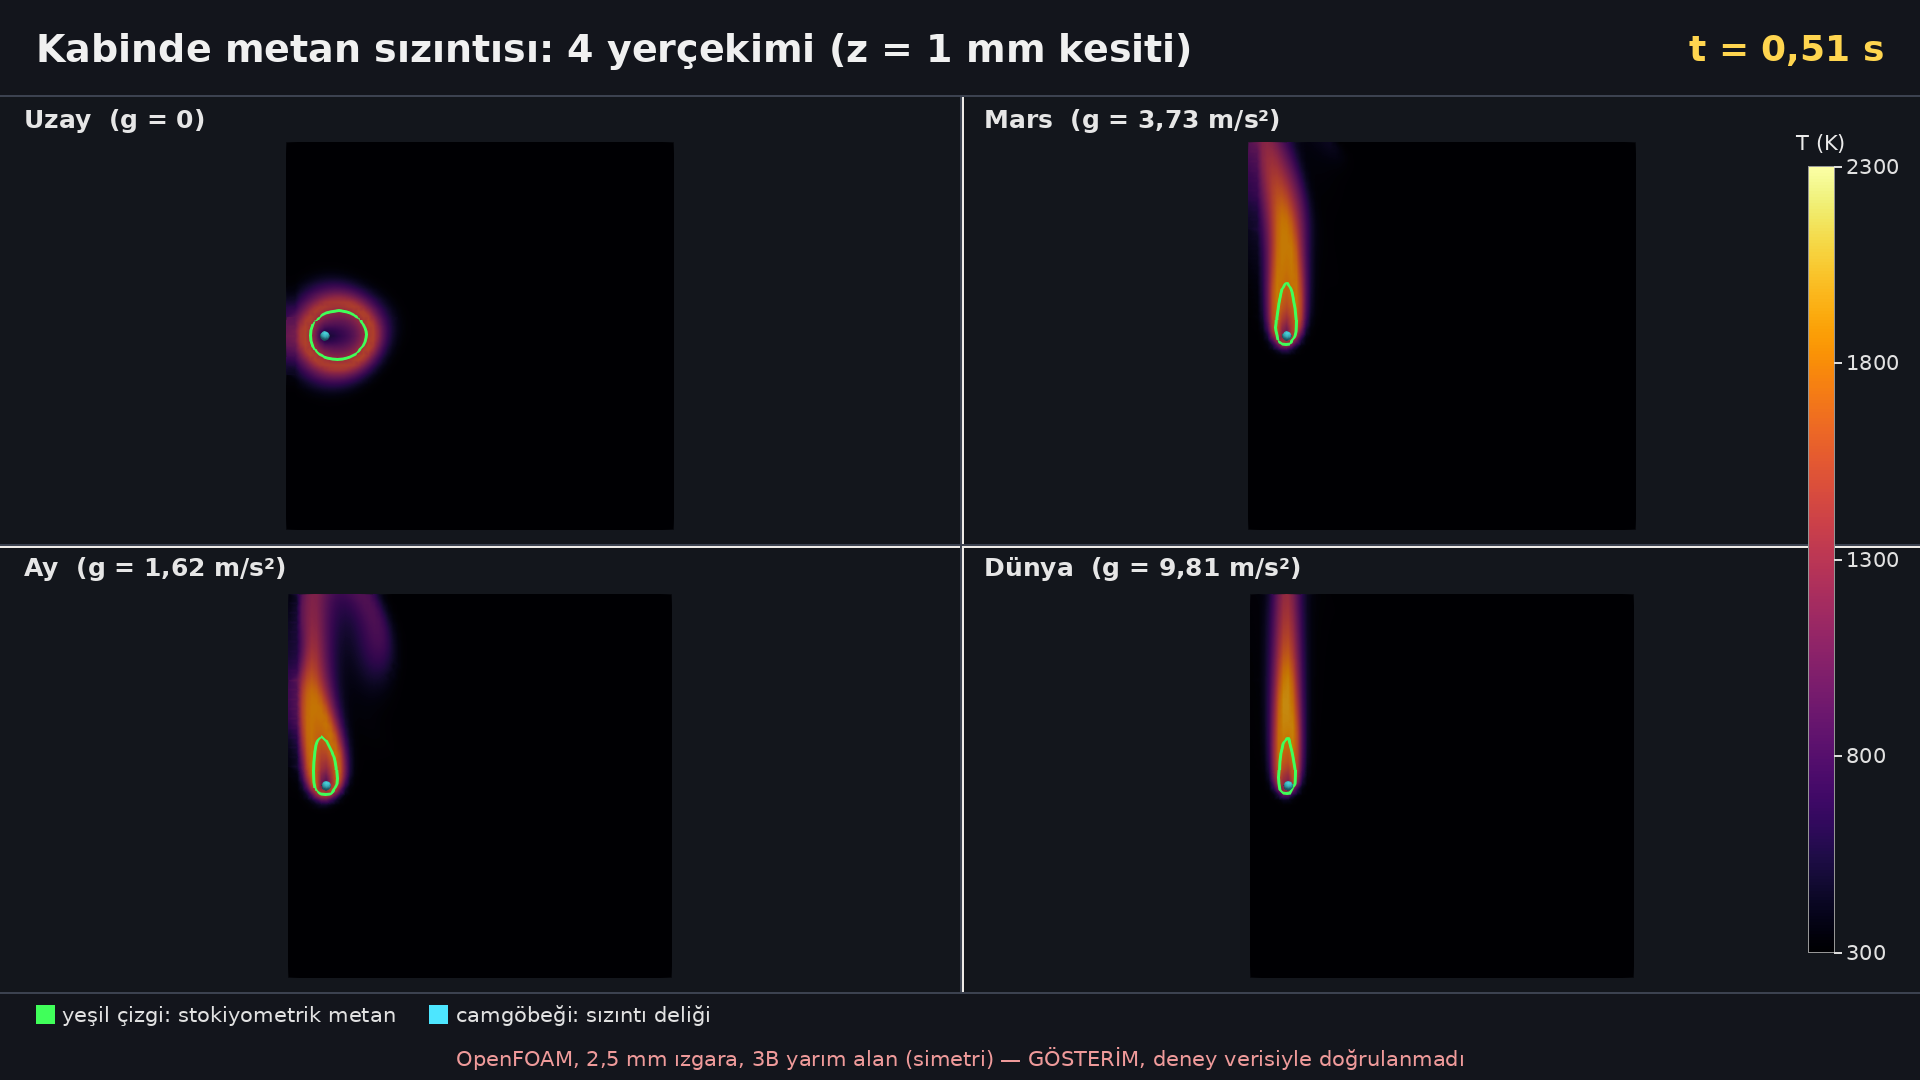 Kabinde metan sızıntısı: 4 yerçekimi (z = 1 mm kesiti)
t = 0,51 s
Uzay (g = 0)
Mars (g = 3,73 m/s²)
T (K)
2300
1800
1300
800
300
Ay (g = 1,62 m/s²)
Dünya (g = 9,81 m/s²)
yeşil çizgi: stokiyometrik metan
camgöbeği: sızıntı deliği
OpenFOAM, 2,5 mm ızgara, 3B yarım alan (simetri) — GÖSTERİM, deney verisiyle doğrulanmadı